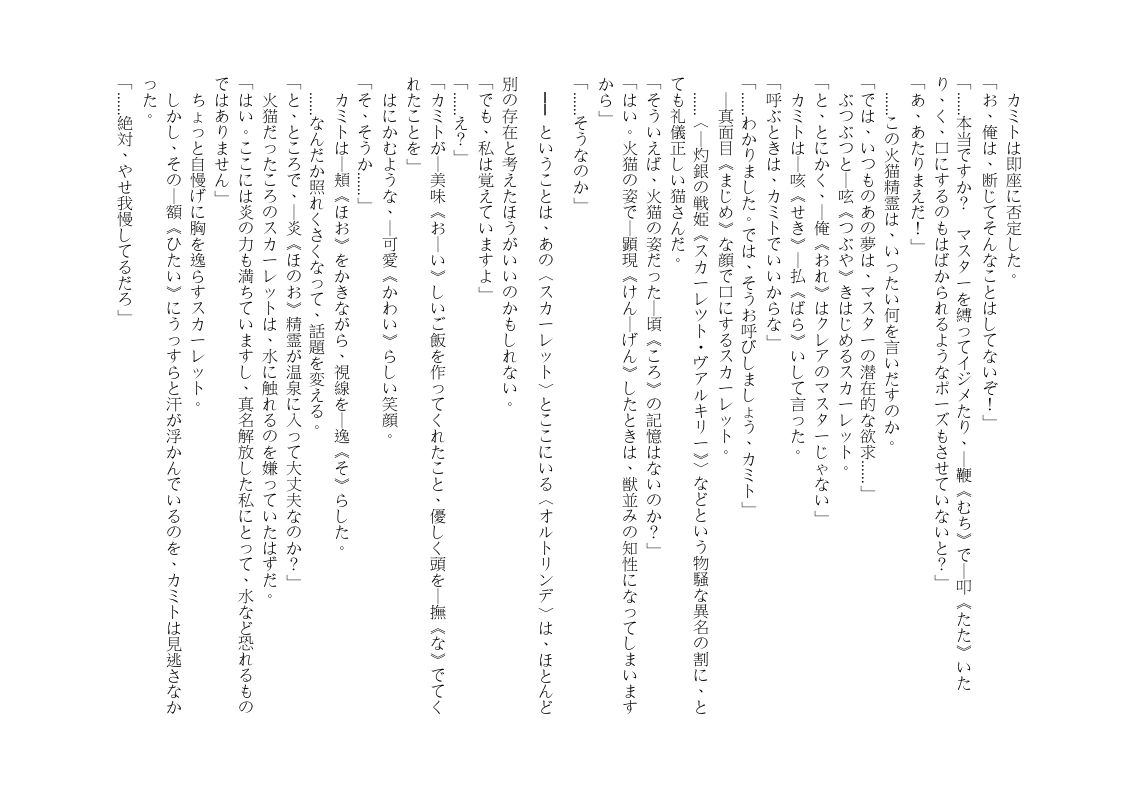 カミトは即座に否定した。
「お、俺は、断じてそんなことはしてないぞ！」
「……本当ですか？　マスターを縛ってイジメたり、―鞭《むち》で―叩《たた》いた
り、く、口にするのもはばかられるようなポーズもさせていないと？」
「あ、あたりまえだ！」
　……この火猫精霊は、いったい何を言いだすのか。
「では、いつものあの夢は、マスターの潜在的な欲求……」
　ぶつぶつと―呟《つぶや》きはじめるスカーレット。
「と、とにかく、―俺《おれ》はクレアのマスターじゃない」
　カミトは―咳《せき》―払《ばら》いして言った。
「呼ぶときは、カミトでいいからな」
「……わかりました。では、そうお呼びしましょう、カミト」
　―真面目《まじめ》な顔で口にするスカーレット。
　……〈―灼銀の戦姫《スカーレット・ヴァルキリー》〉などという物騒な異名の割に、と
ても礼儀正しい猫さんだ。
「そういえば、火猫の姿だった―頃《ころ》の記憶はないのか？」
「はい。火猫の姿で―顕現《けん―げん》したときは、獣並みの知性になってしまいます
から」
「……そうなのか」
　―― ということは、あの〈スカーレット〉とここにいる〈オルトリンデ〉は、ほとんど
別の存在と考えたほうがいいのかもしれない。
「でも、私は覚えていますよ」
「……え？」
「カミトが―美味《お―い》しいご飯を作ってくれたこと、優しく頭を―撫《な》でてく
れたことを」
　はにかむような、―可愛《かわい》らしい笑顔。
「そ、そうか……」
　カミトは―頬《ほお》をかきながら、視線を―逸《そ》らした。
　……なんだか照れくさくなって、話題を変える。
「と、ところで、―炎《ほのお》精霊が温泉に入って大丈夫なのか？」
　火猫だったころのスカーレットは、水に触れるのを嫌っていたはずだ。
「はい。ここには炎の力も満ちていますし、真名解放した私にとって、水など恐れるもの
ではありません」
　ちょっと自慢げに胸を逸らすスカーレット。
　しかし、その―額《ひたい》にうっすらと汗が浮かんでいるのを、カミトは見逃さなか
った。
「……絶対、やせ我慢してるだろ」